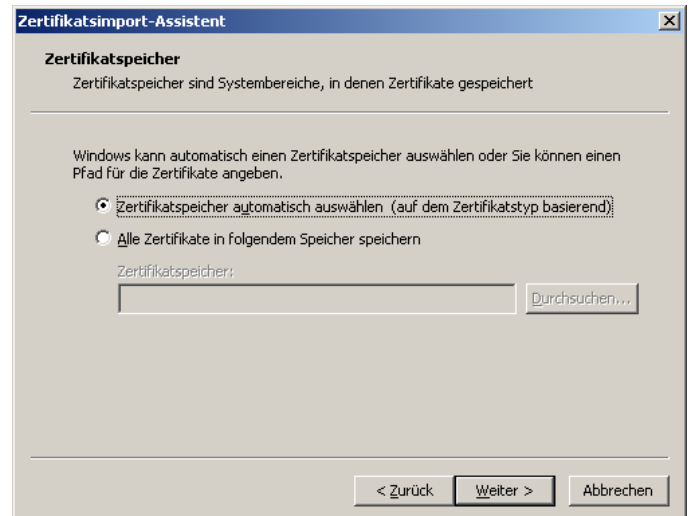 Zertifikatsimport-Assistent
Zertifikatspeicher
Zertifikatspeicher sind Systembereiche, in denen Zertifikate gespeichert
Windows kann automatisch einen Zertifikatspeicher auswählen oder Sie können einen
Pfad für die Zertifikate angeben.
Zertifikatspeicher automatisch auswählen (auf dem Zertifikatstyp basierend)
Alle Zertifikate in folgendem Speicher speichern
Zertifikatspeicher:
Durchsuchen...
< Zurück Weiter > Abbrechen